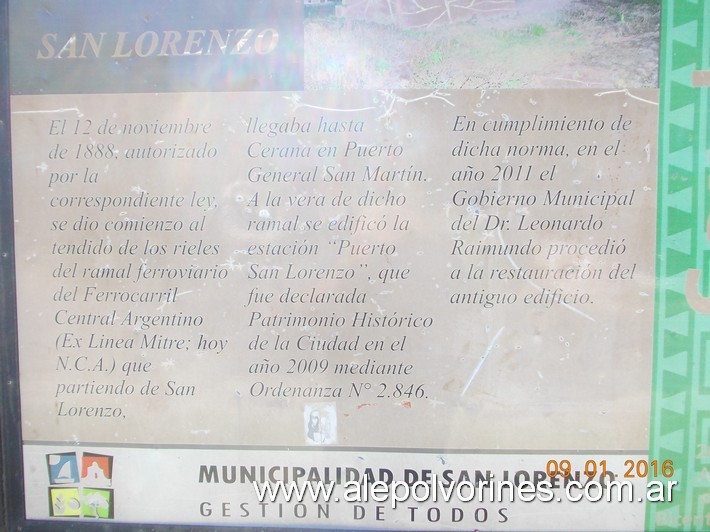 SAN LORENZO
El 12 de noviembre
de 1888, autorizado
por la
correspondiente ley,
se dio comienzo al
tendido de los rieles
del ramal ferroviario
del Ferrocarril
Central Argentino
(Ex Linea Mitre; hoy
N.C.A.) que
partiendo de San
Lorenzo,
llegaba hasta
Cerana en Puerto
General San Martín.
A la vera de dicho
ramal se edificó la
estación "Puerto
San Lorenzo", que
fue declarada
Patrimonio Histórico
de la Ciudad en el
año 2009 mediante
Ordenanza N° 2.846.
En cumplimiento de
dicha norma, en el
año 2011 el
Gobierno Municipal
del Dr. Leonardo
Raimundo procedió
a la restauración del
antiguo edificio.
MUNICIPALIDAD DE SAN LORENZO
09.01.2016
www.alepolvorines.com.ar
GESTIÓN DE TODOS